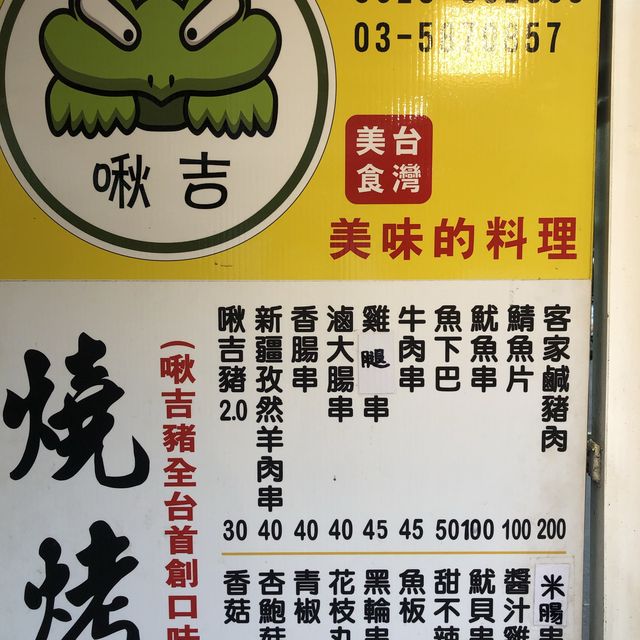 03-5870857
啾吉
台灣
美食
美味的料理
燒烤
(啾吉豬全台首創口味
客家鹹豬肉 200
鯖魚片 100
魷魚串 100
魚下巴 50
牛肉串 45
雞腿串 45
滷大腸串 40
香腸串 40
新疆孜然羊肉串 40
啾吉豬2.0 30
米腸串
醬汁雞
魷貝串
甜不辣
魚板
黑輪串
花枝丸
青椒
杏鮑菇
香菇